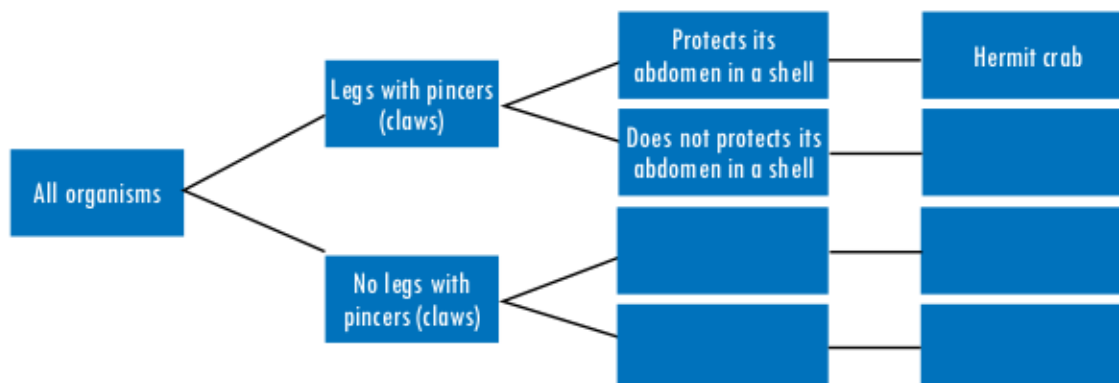 Protects its
abdomen in a shell
Hermit crab
Legs with pincers
(claws)
Does not protects its
abdomen in a shell
All organisms
No legs with
pincers (claws)